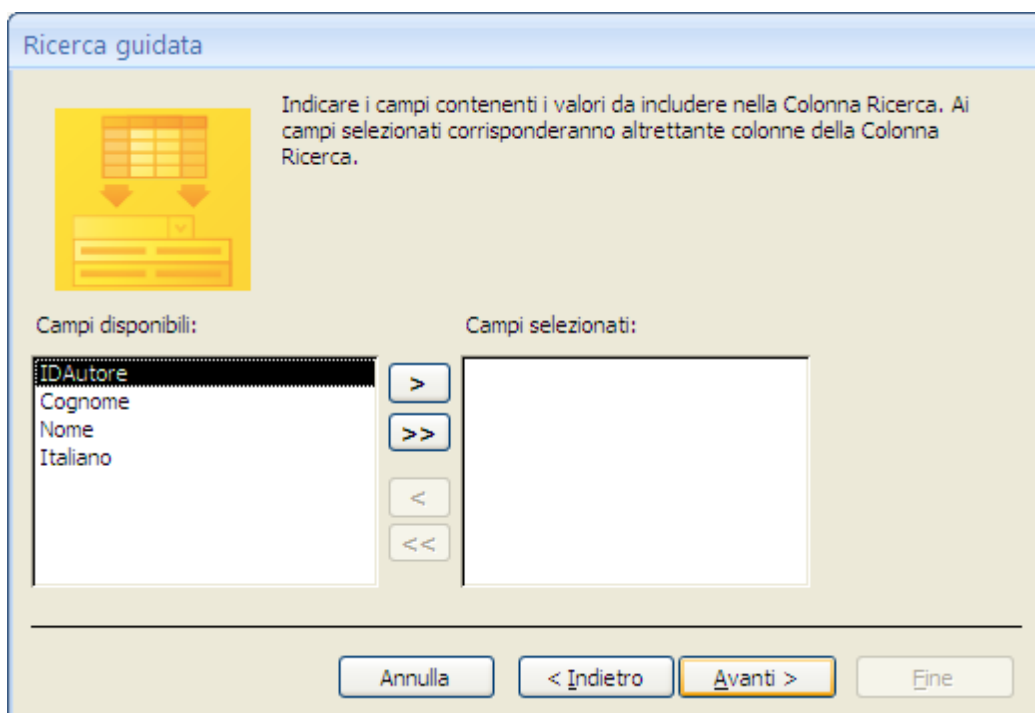 Ricerca guidata
Indicare i campi contenenti i valori da includere nella Colonna Ricerca. Ai
campi selezionati corrisponderanno altrettante colonne della Colonna
Ricerca.
Campi disponibili:
Campi selezionati:
IDAutore
Cognome
Nome
Italiano
>
>>
<
<<
Annulla
< Indietro
Avanti >
Fine